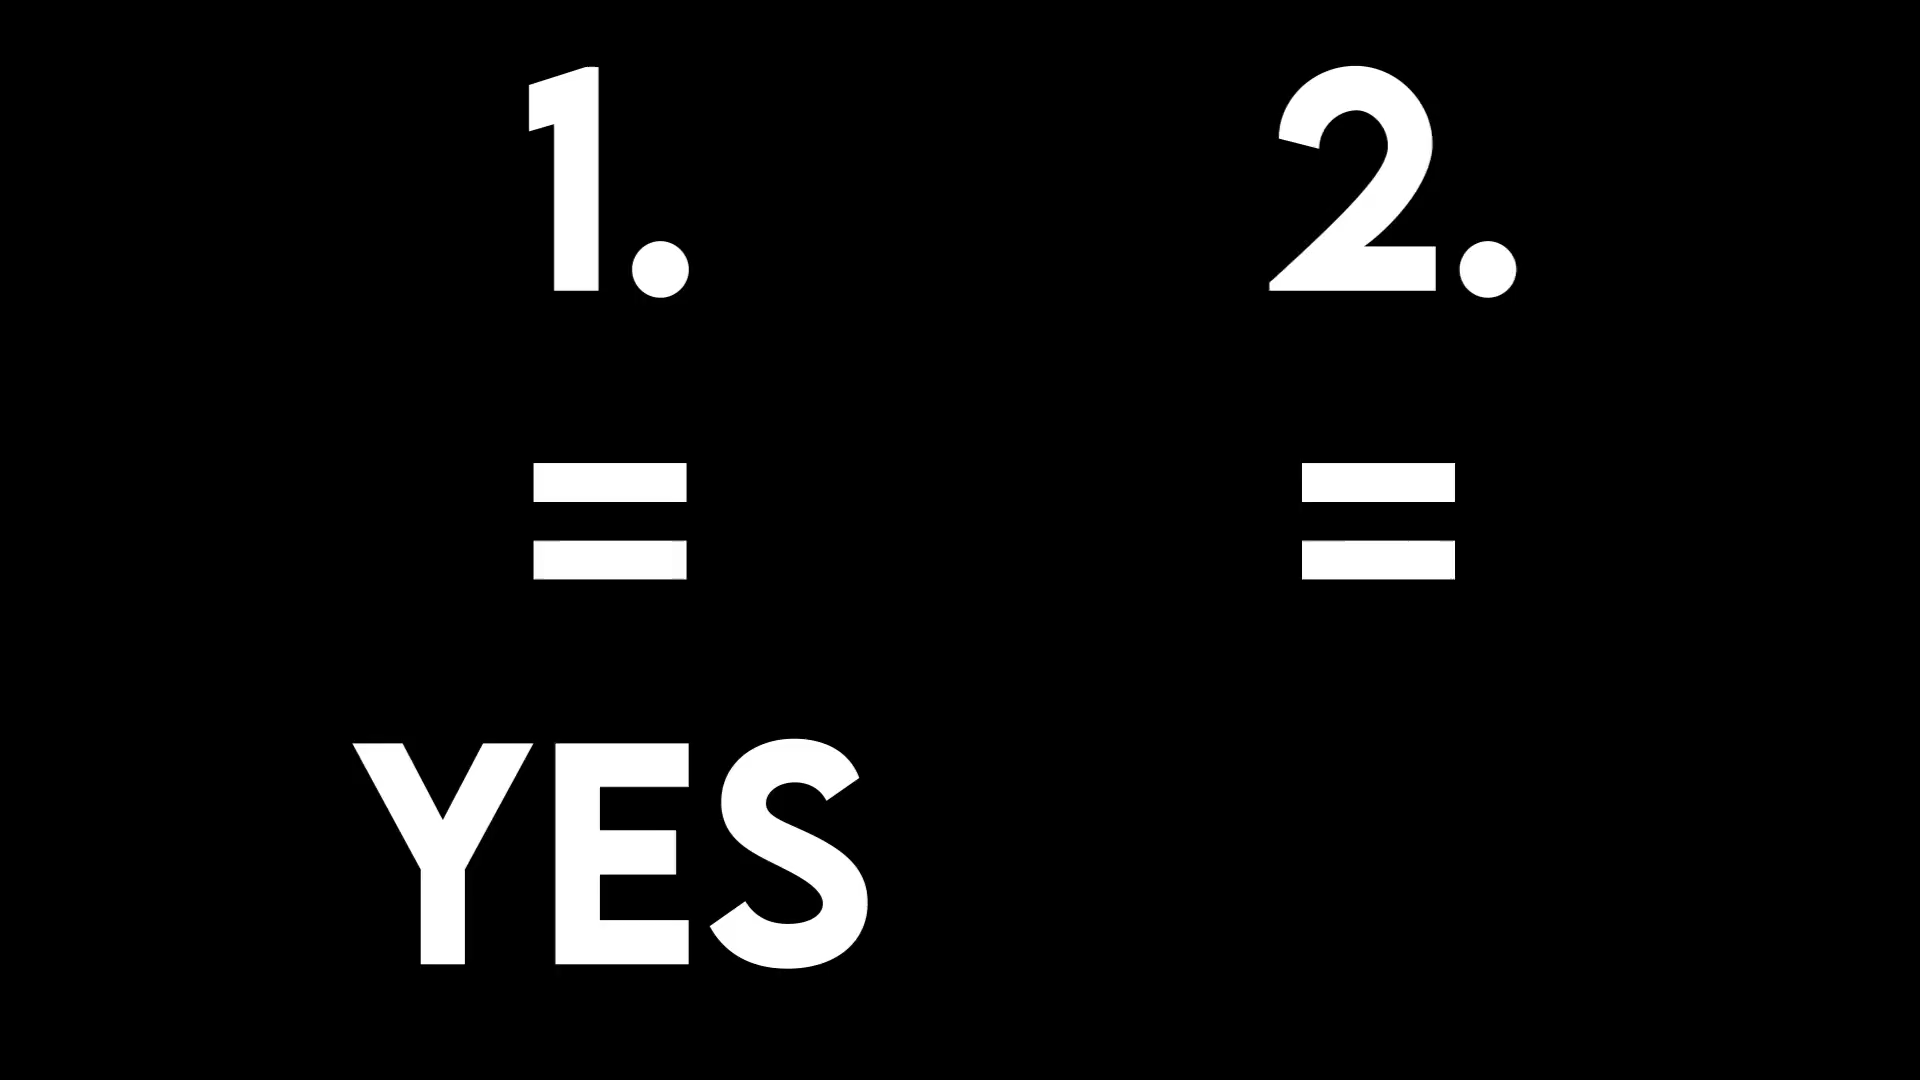 1. 2.
= =
YES